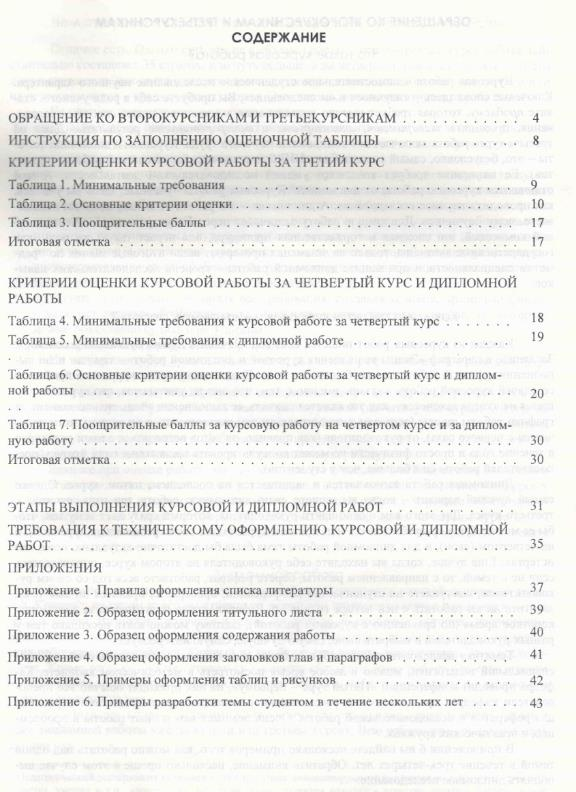 СОДЕРЖАНИЕ
ОБРАЩЕНИЕ КО ВТОРОКУРСНИКАМ И ТРЕТЬЕКУРСНИКАМ . . . . . . . . . 4
ИНСТРУКЦИЯ ПО ЗАПОЛНЕНИЮ ОЦЕНОЧНОЙ ТАБЛИЦЫ . . . . . . . . . . 8
КРИТЕРИИ ОЦЕНКИ КУРСОВОЙ РАБОТЫ ЗА ТРЕТИЙ КУРС
Таблица 1. Минимальные требования . . . . . . . . . . 9
Таблица 2. Основные критерии оценки . . . . . . . . . . 10
Таблица 3. Поощрительные баллы . . . . . . . . . . 17
Итоговая отметка . . . . . . . . . . 17
КРИТЕРИИ ОЦЕНКИ КУРСОВОЙ РАБОТЫ ЗА ЧЕТВЕРТЫЙ КУРС И ДИПЛОМНОЙ
РАБОТЫ
Таблица 4. Минимальные требования к курсовой работе за четвертый курс . . . . . . . 18
Таблица 5. Минимальные требования к дипломной работе . . . . . . . . . . 19
.
Таблица 6. Основные критерии оценки курсовой работы за четвертый курс и диплом-
ной работы . . . . . . . . . . 20
. .
Таблица 7. Поощрительные баллы за курсовую работу на четвертом курсе и за диплом-
ную работу . . . . . . . . . . 30
Итоговая отметка . . . . . . . . . . 30
ЭТАПЫ ВЫПОЛНЕНИЯ КУРСОВОЙ И ДИПЛОМНОЙ РАБОТ . . . . . . . . . . 31
ТРЕБОВАНИЯ К ТЕХНИЧЕСКОМУ ОФОРМЛЕНИЮ КУРСОВОЙ И ДИПЛОМНОЙ
РАБОТ. . . . . . . . . . . 35
ПРИЛОЖЕНИЯ
Приложение 1. Правила оформления списка литературы . . . . . . . . . . 37
Приложение 2. Образец оформления титульного листа . . . . . . . . . . 39
Приложение 3. Образец оформления содержания работы . . . . . . . . . . 40
Приложение 4. Образец оформления заголовков глав и параграфов . . . . . . . . . . 41
Приложение 5. Примеры оформления таблиц и рисунков . . . . . . . . . . 42
Приложение 6. Примеры разработки темы студентом в течение нескольких лет . . . . . 43